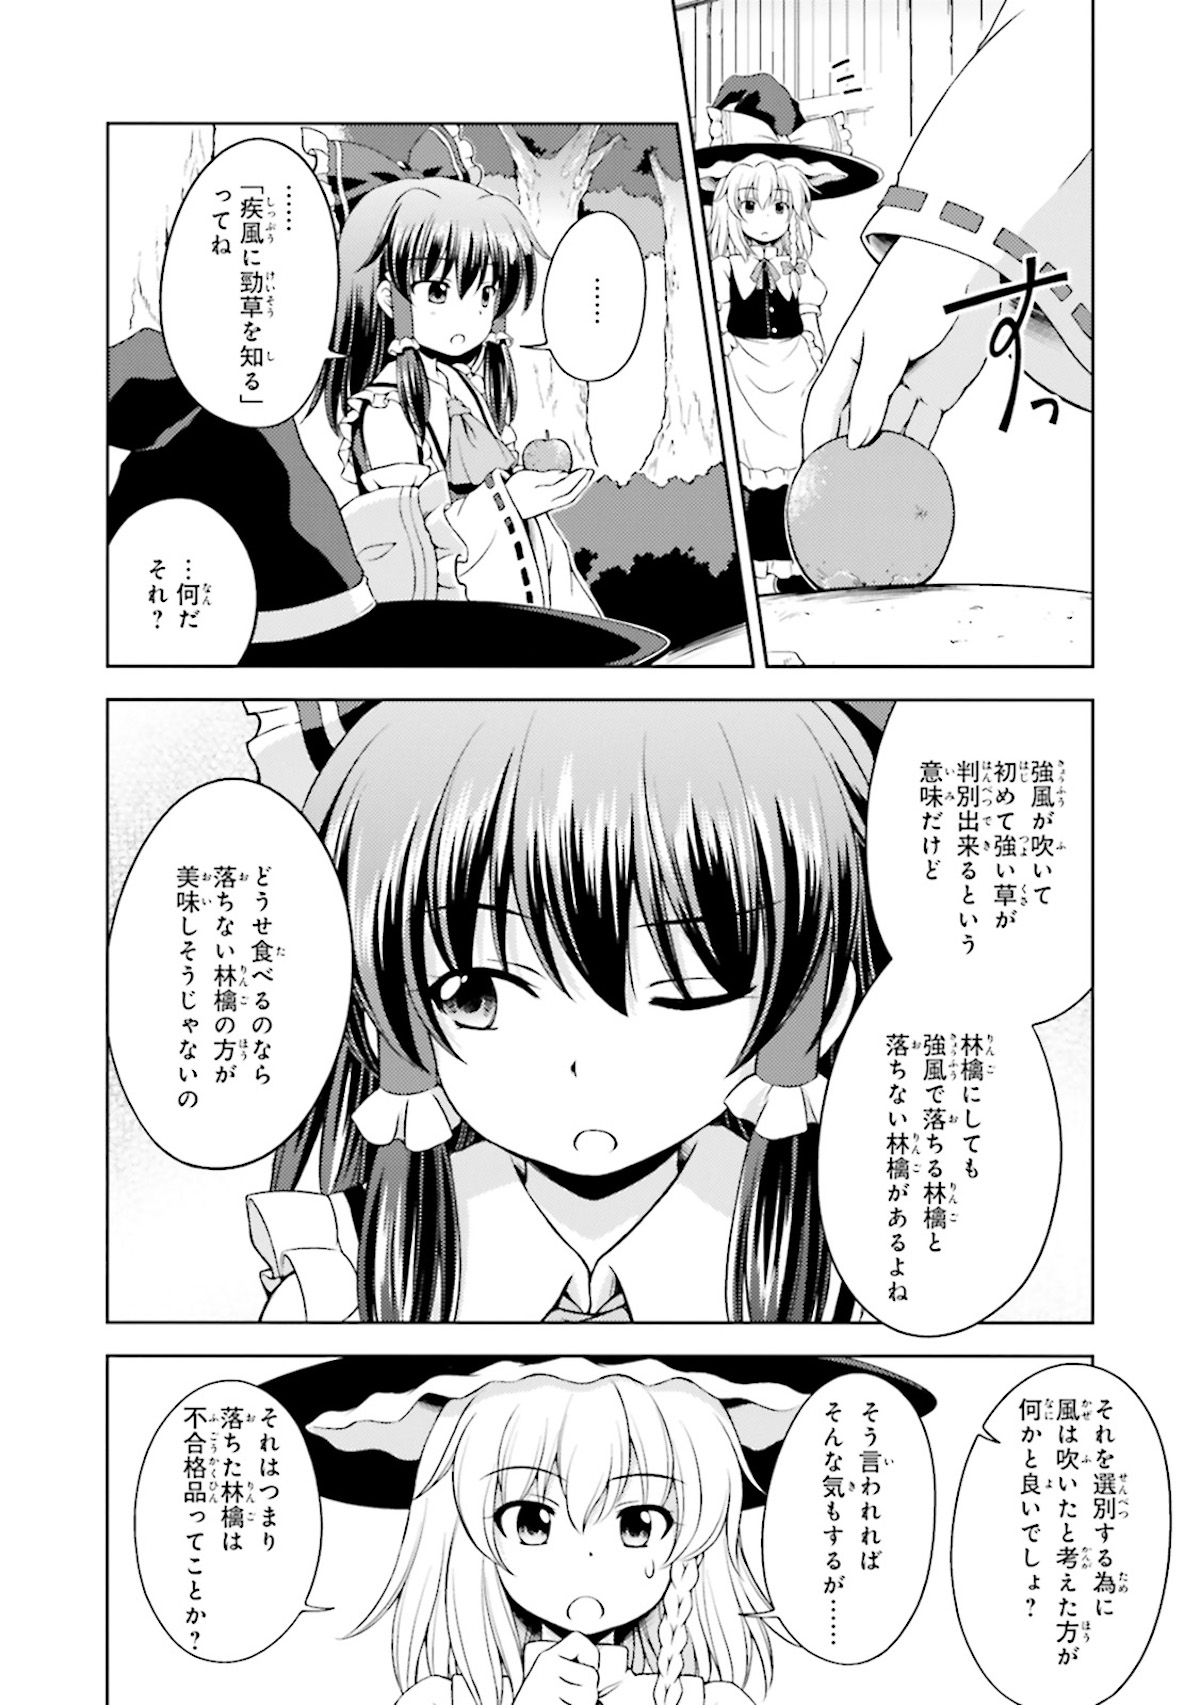 すっ
……
……
「疾風に勁草を知る」
ってね
…何だ
それ？
強風が吹いて
初めて強い草が
判別出来るという
意味だけど
林檎にしても
強風で落ちる林檎と
落ちない林檎があるよね
どうせ食べるのなら
落ちない林檎の方が
美味しそうじゃないの
それを選別する為に
風は吹いたと考えた方が
何かと良いでしょ？
そう言われれば
そんな気もするが……
それはつまり
落ちた林檎は
不合格品ってことか？